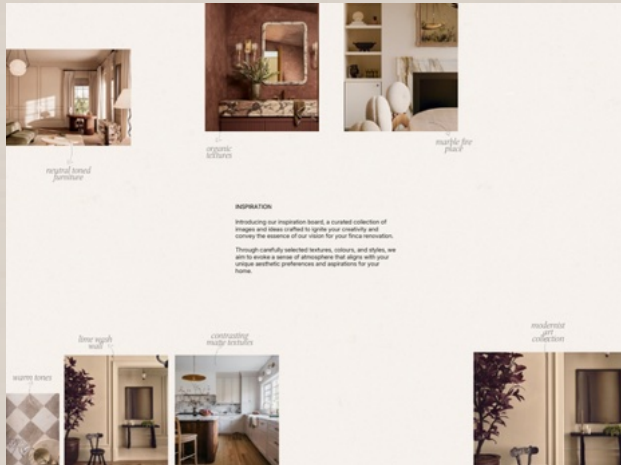 organic
textures
marble fire
place
neutral toned
furniture
INSPIRATION
Introducing our inspiration board, a curated collection of
images and ideas crafted to ignite your creativity and
convey the essence of our vision for your finca renovation.
Through carefully selected textures, colours, and styles, we
aim to evoke a sense of atmosphere that aligns with your
unique aesthetic preferences and aspirations for your
home.
modernist
art
collection
lime wash
wall
contrasting
matte textures
warm tones